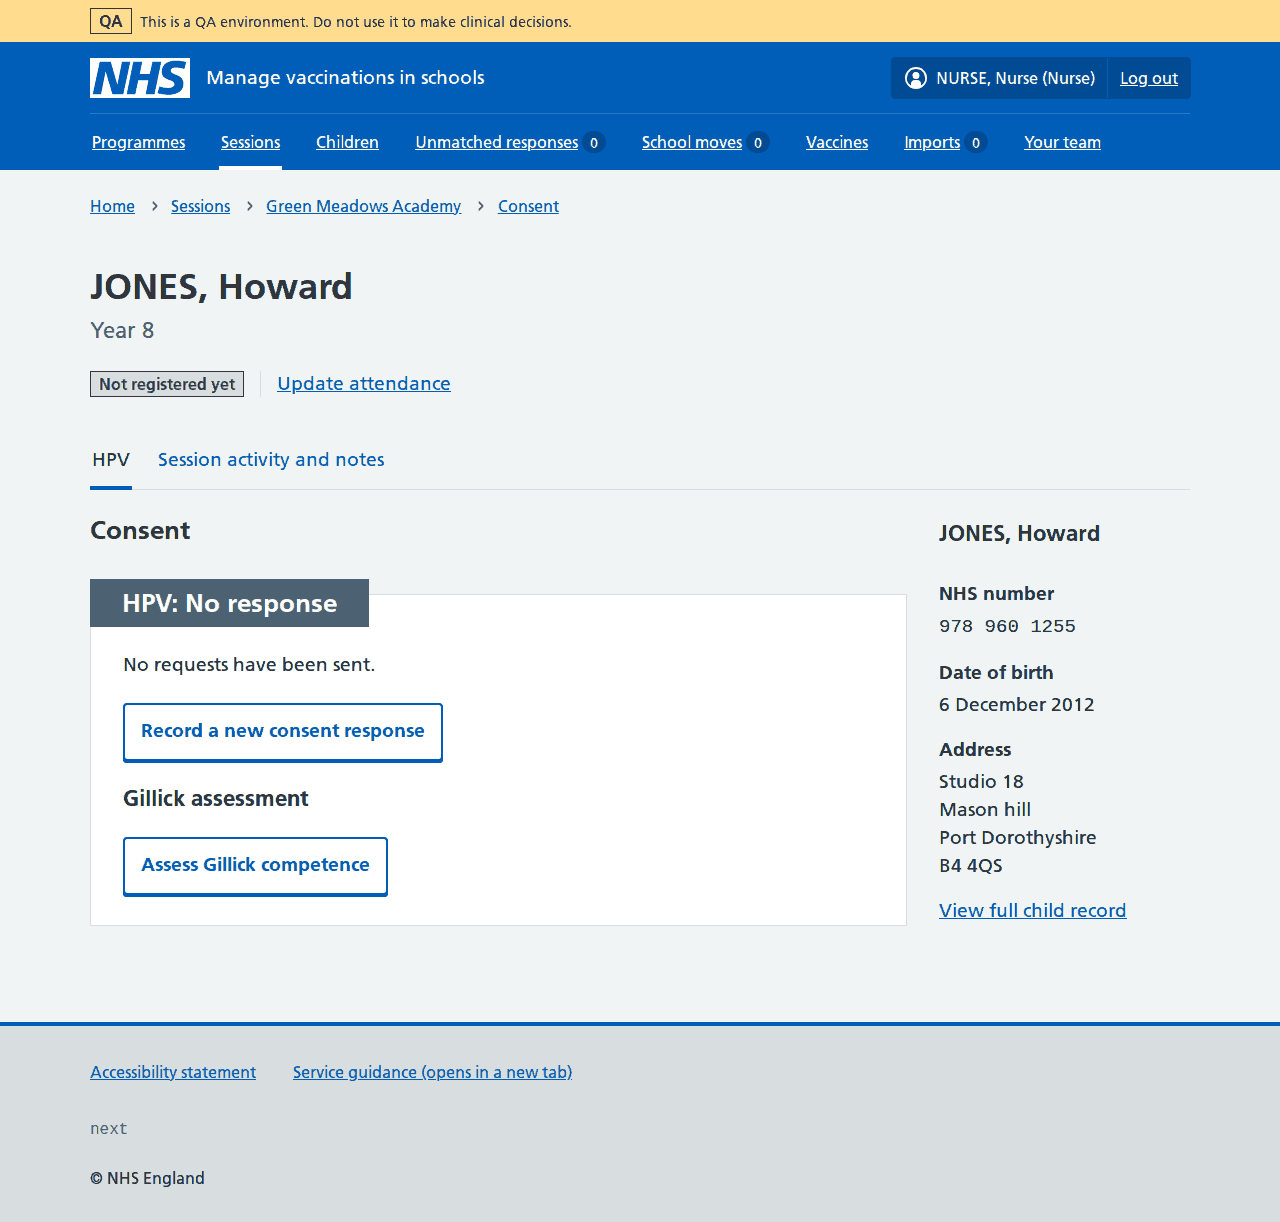 QA This is a QA environment. Do not use it to make clinical decisions.
NHS Manage vaccinations in schools NURSE, Nurse (Nurse) Log out
Programmes Sessions Children Unmatched responses 0 School moves 0 Vaccines Imports 0 Your team
Home › Sessions › Green Meadows Academy › Consent
JONES, Howard
Year 8
Not registered yet Update attendance
HPV Session activity and notes
Consent
HPV: No response
No requests have been sent.
Record a new consent response
Gillick assessment
Assess Gillick competence
JONES, Howard
NHS number
978 960 1255
Date of birth
6 December 2012
Address
Studio 18
Mason hill
Port Dorothyshire
B4 4QS
View full child record
Accessibility statement Service guidance (opens in a new tab)
next
© NHS England